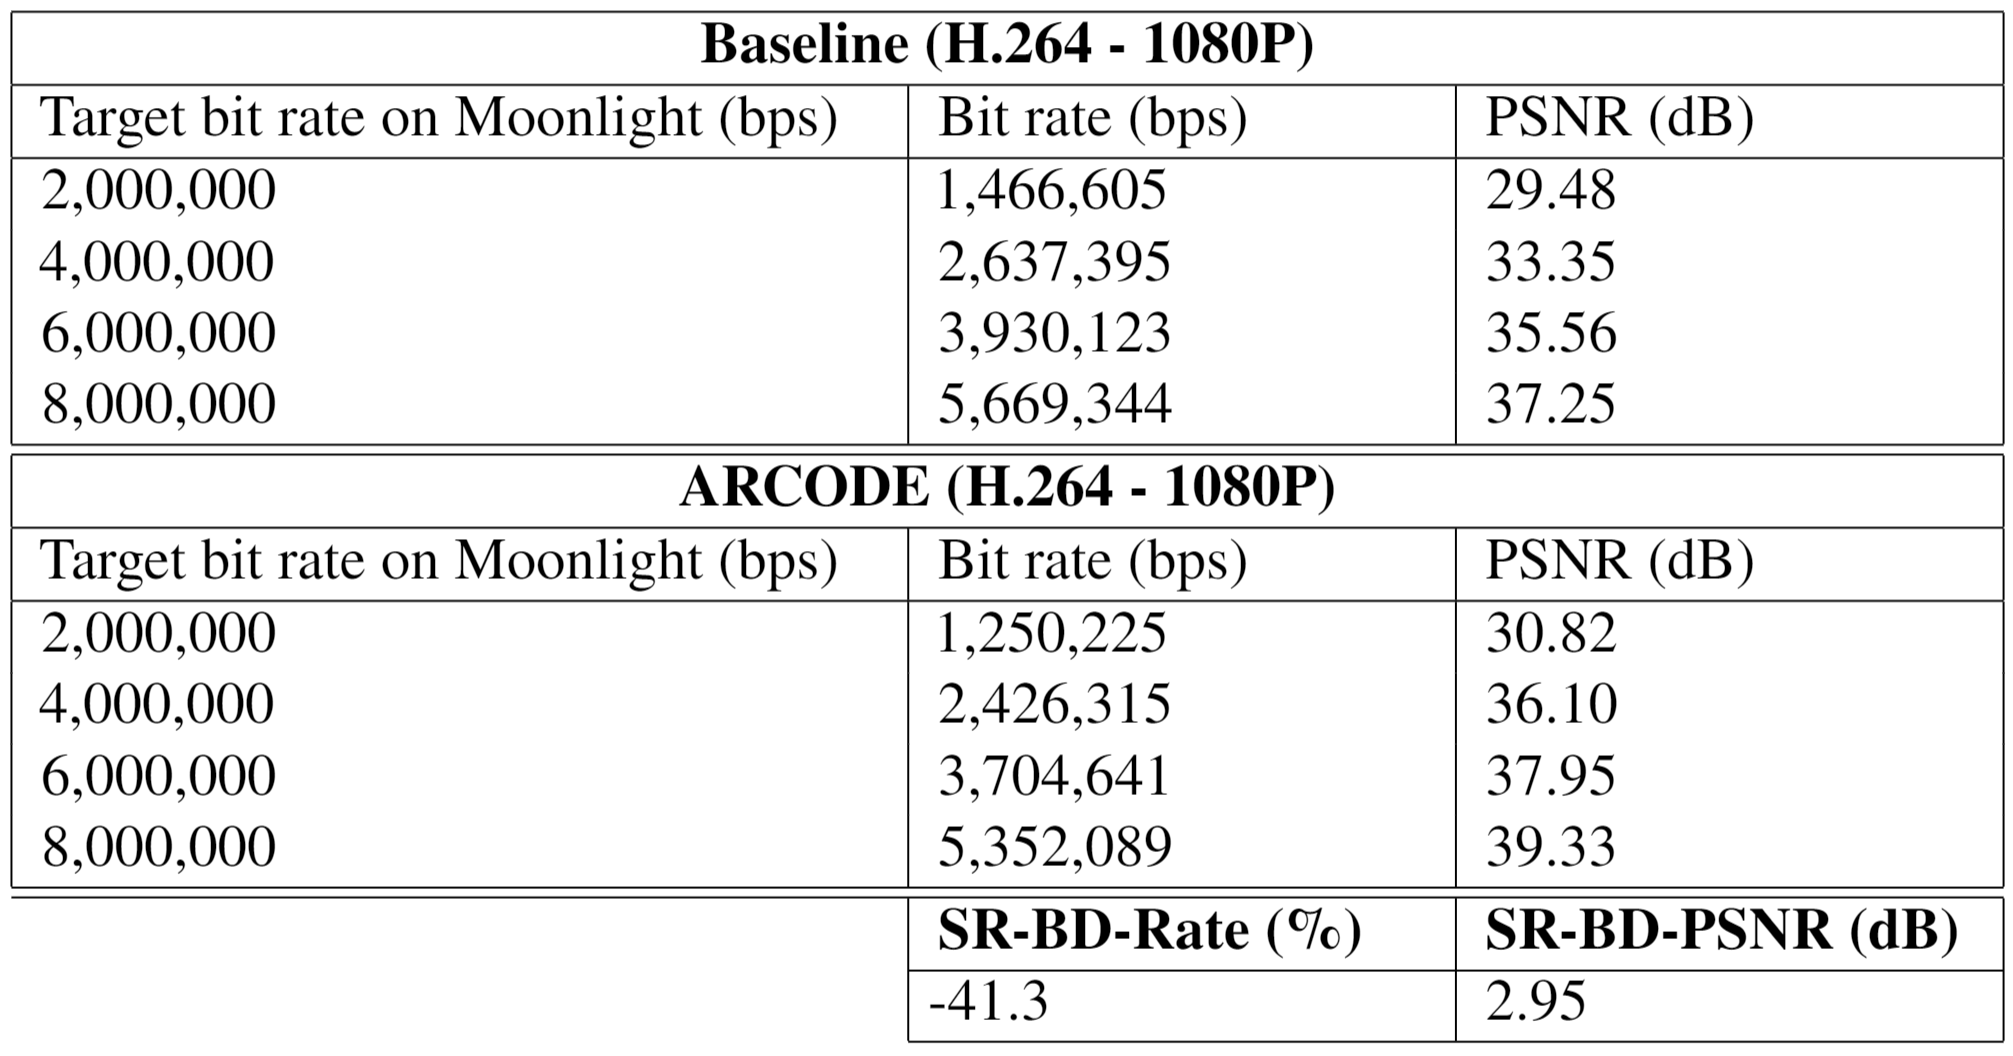 Baseline (H.264 - 1080P)
Target bit rate on Moonlight (bps) Bit rate (bps) PSNR (dB)
2,000,000 1,466,605 29.48
4,000,000 2,637,395 33.35
6,000,000 3,930,123 35.56
8,000,000 5,669,344 37.25
ARCODE (H.264 - 1080P)
Target bit rate on Moonlight (bps) Bit rate (bps) PSNR (dB)
2,000,000 1,250,225 30.82
4,000,000 2,426,315 36.10
6,000,000 3,704,641 37.95
8,000,000 5,352,089 39.33
SR-BD-Rate (%) SR-BD-PSNR (dB)
-41.3 2.95